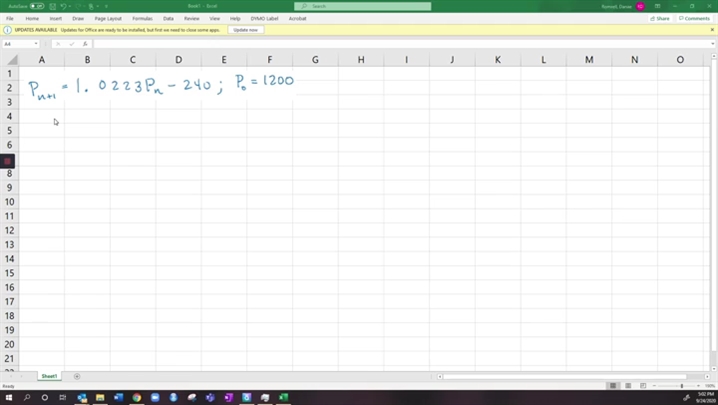 AutoSave Off Book1 - Excel Search Rumsert, Daniel
File Home Insert Draw Page Layout Formulas Data Review View Help DYMO Label Acrobat Share Comments
UPDATES AVAILABLE Updates for Office are ready to be installed, but first we need to close some apps. Update now
A4 fx
A B C D E F G H I J K L M N O
1
2
3
4
5
6
8
9
10
11
12
13
14
15
16
17
18
19
20
21
P_{n+1} = 1.0223P_n - 240; P_0 = 1200
Sheet1
Ready
5:02 PM
9/24/2020